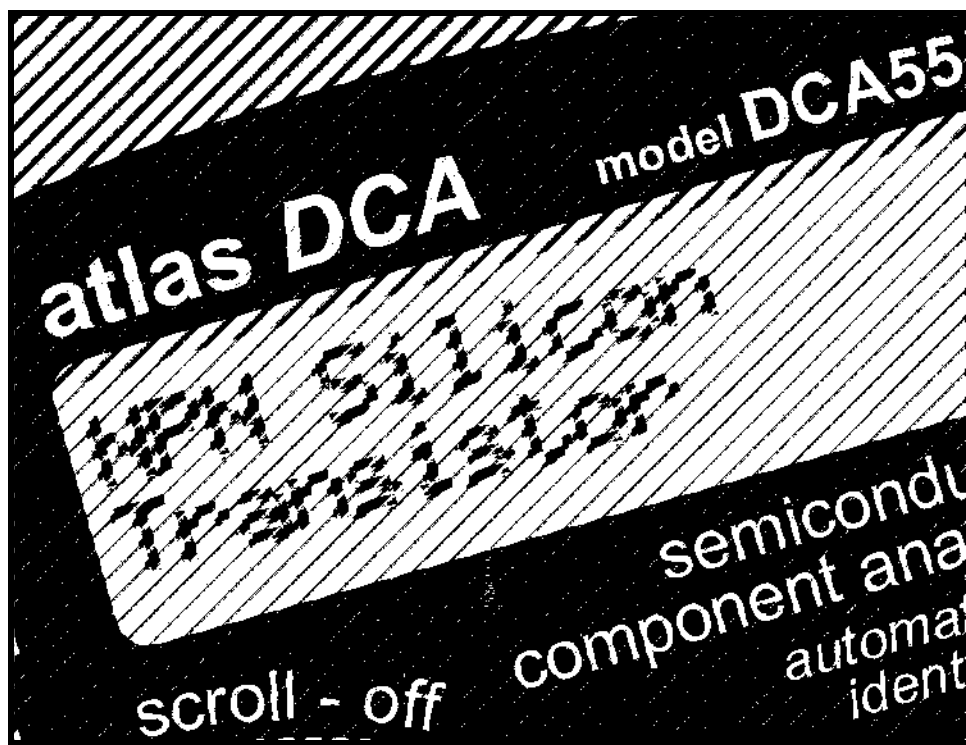 model DCA55
atlas DCA
NPN Silicon
Transistor
semicondu
component ana
automat
ident
scroll - off